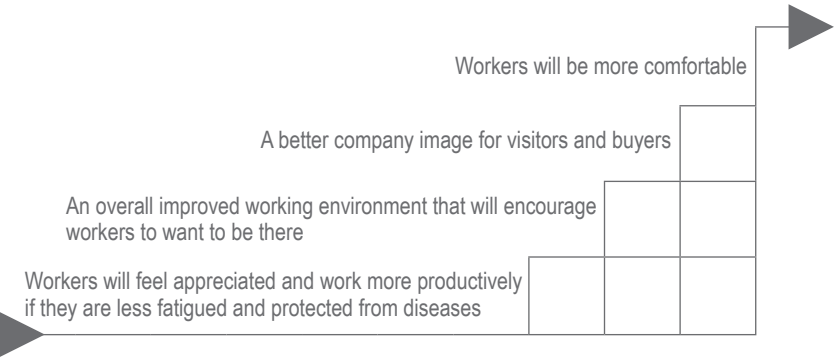 Workers will be more comfortable
A better company image for visitors and buyers
An overall improved working environment that will encourage
workers to want to be there
Workers will feel appreciated and work more productively
if they are less fatigued and protected from diseases